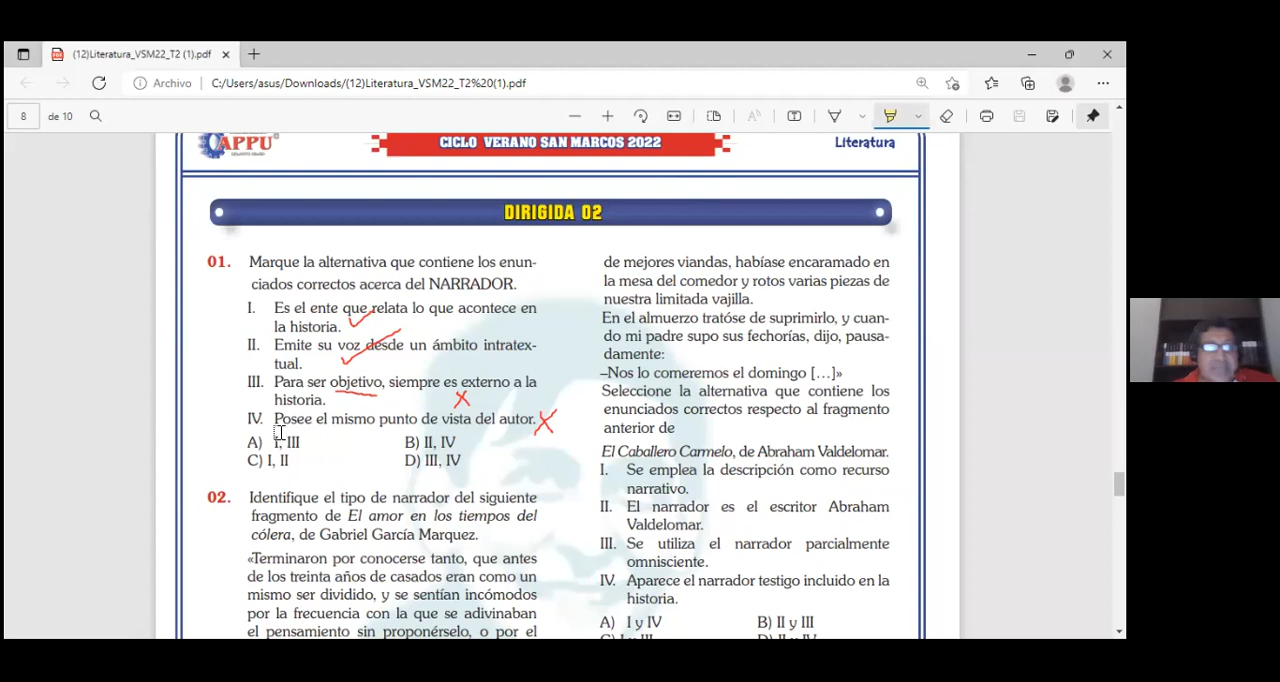 (12)Literatura_VSM22_T2 (1).pdf
Archivo
C:/Users/asus/Downloads/(12)Literatura_VSM22_T2%20(1).pdf
8
de 10
APPU
CICLO VERANO SAN MARCOS 2022
Literatura
DIRIGIDA 02
01. Marque la alternativa que contiene los enun-
ciados correctos acerca del NARRADOR.
I. Es el ente que relata lo que acontece en
la historia.
II. Emite su voz desde un ámbito intratex-
tual.
III. Para ser objetivo, siempre es externo a la
historia.
IV. Posee el mismo punto de vista del autor.
A) I, III B) II, IV
C) I, II D) III, IV
02. Identifique el tipo de narrador del siguiente
fragmento de El amor en los tiempos del
cólera, de Gabriel García Marquez.
«Terminaron por conocerse tanto, que antes
de los treinta años de casados eran como un
mismo ser dividido, y se sentían incómodos
por la frecuencia con la que se adivinaban
el pensamiento sin proponérselo, o por el
de mejores viandas, habíase encaramado en
la mesa del comedor y rotos varias piezas de
nuestra limitada vajilla.
En el almuerzo tratóse de suprimirlo, y cuan-
do mi padre supo sus fechorías, dijo, pausa-
damente:
–Nos lo comeremos el domingo […]»
Seleccione la alternativa que contiene los
enunciados correctos respecto al fragmento
anterior de
El Caballero Carmelo, de Abraham Valdelomar.
I. Se emplea la descripción como recurso
narrativo.
II. El narrador es el escritor Abraham
Valdelomar.
III. Se utiliza el narrador parcialmente
omnisciente.
IV. Aparece el narrador testigo incluido en la
historia.
A) I y IV B) II y III
C) I y III D) II y IV